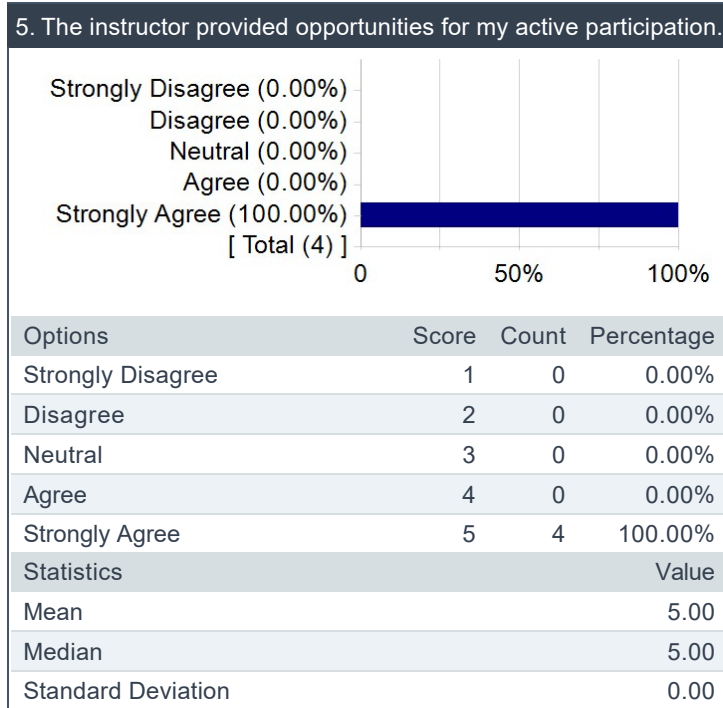 5. The instructor provided opportunities for my active participation.
Strongly Disagree (0.00%)
Disagree (0.00%)
Neutral (0.00%)
Agree (0.00%)
Strongly Agree (100.00%)
[ Total (4) ]
0 50% 100%
Options Score Count Percentage
Strongly Disagree 1 0 0.00%
Disagree 2 0 0.00%
Neutral 3 0 0.00%
Agree 4 0 0.00%
Strongly Agree 5 4 100.00%
Statistics Value
Mean 5.00
Median 5.00
Standard Deviation 0.00